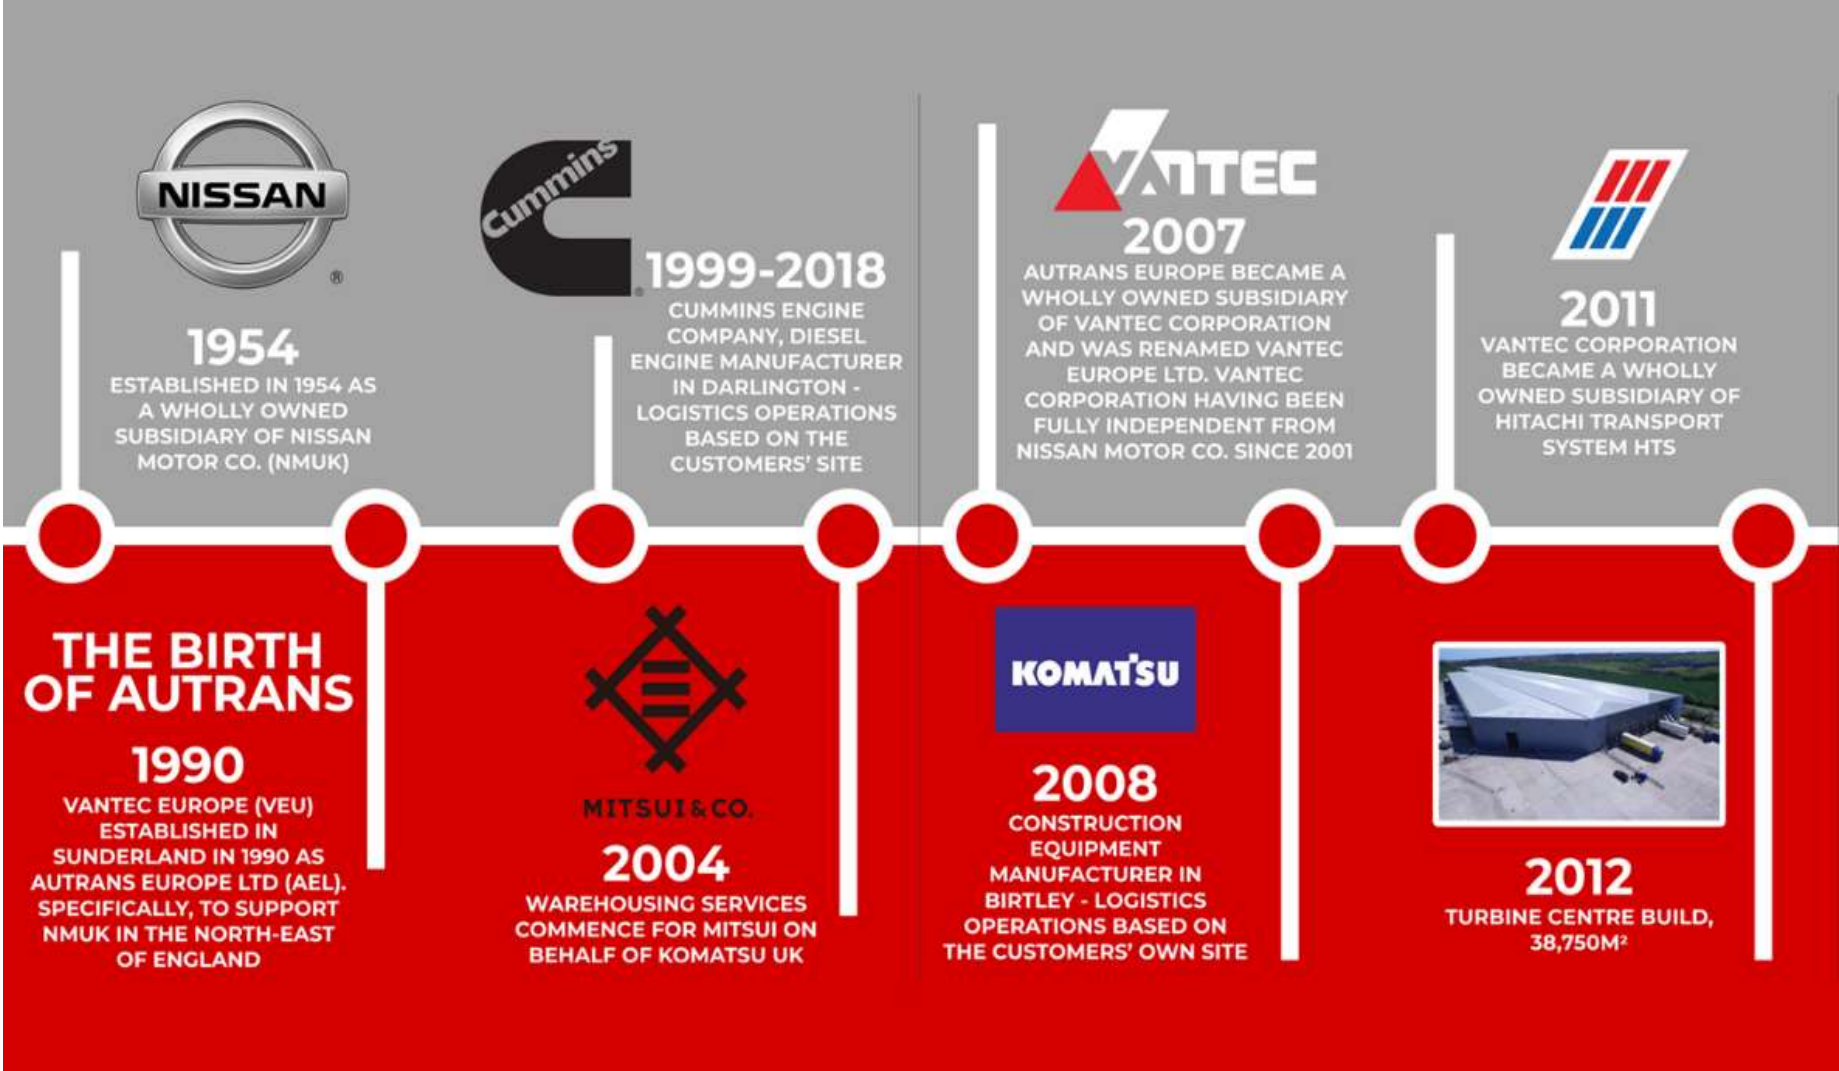 NISSAN
®
1954
ESTABLISHED IN 1954 AS
A WHOLLY OWNED
SUBSIDIARY OF NISSAN
MOTOR CO. (NMUK)
THE BIRTH
OF AUTRANS
1990
VANTEC EUROPE (VEU)
ESTABLISHED IN
SUNDERLAND IN 1990 AS
AUTRANS EUROPE LTD (AEL).
SPECIFICALLY, TO SUPPORT
NMUK IN THE NORTH-EAST
OF ENGLAND
Cummins
®
1999-2018
CUMMINS ENGINE
COMPANY, DIESEL
ENGINE MANUFACTURER
IN DARLINGTON -
LOGISTICS OPERATIONS
BASED ON THE
CUSTOMERS' SITE
MITSUI & CO.
2004
WAREHOUSING SERVICES
COMMENCE FOR MITSUI ON
BEHALF OF KOMATSU UK
VANTEC
2007
AUTRANS EUROPE BECAME A
WHOLLY OWNED SUBSIDIARY
OF VANTEC CORPORATION
AND WAS RENAMED VANTEC
EUROPE LTD. VANTEC
CORPORATION HAVING BEEN
FULLY INDEPENDENT FROM
NISSAN MOTOR CO. SINCE 2001
KOMATSU
2008
CONSTRUCTION
EQUIPMENT
MANUFACTURER IN
BIRTLEY - LOGISTICS
OPERATIONS BASED ON
THE CUSTOMERS' OWN SITE
2011
VANTEC CORPORATION
BECAME A WHOLLY
OWNED SUBSIDIARY OF
HITACHI TRANSPORT
SYSTEM HTS
2012
TURBINE CENTRE BUILD,
38,750M²